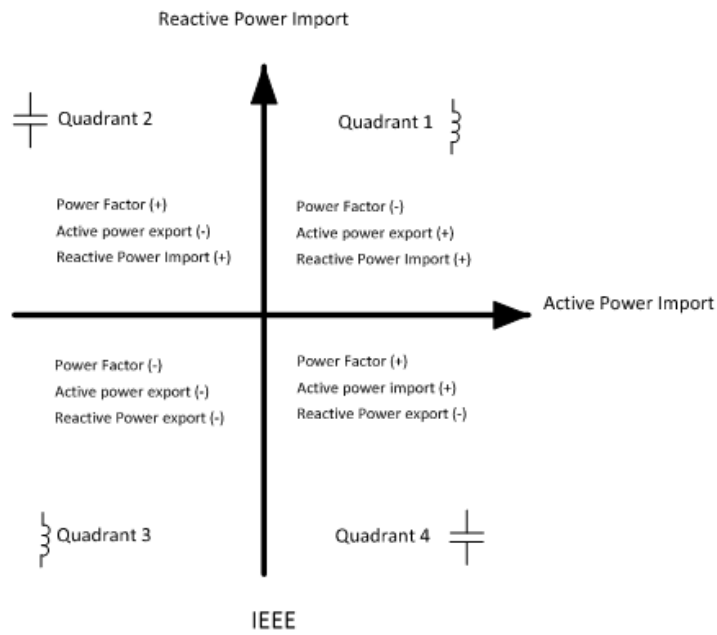 Reactive Power Import
Quadrant 2
Quadrant 1
Power Factor (+)
Active power export (-)
Reactive Power Import (+)
Power Factor (-)
Active power export (+)
Reactive Power Import (+)
Active Power Import
Power Factor (-)
Active power export (-)
Reactive Power export (-)
Power Factor (+)
Active power import (+)
Reactive Power export (-)
Quadrant 3
Quadrant 4
IEEE